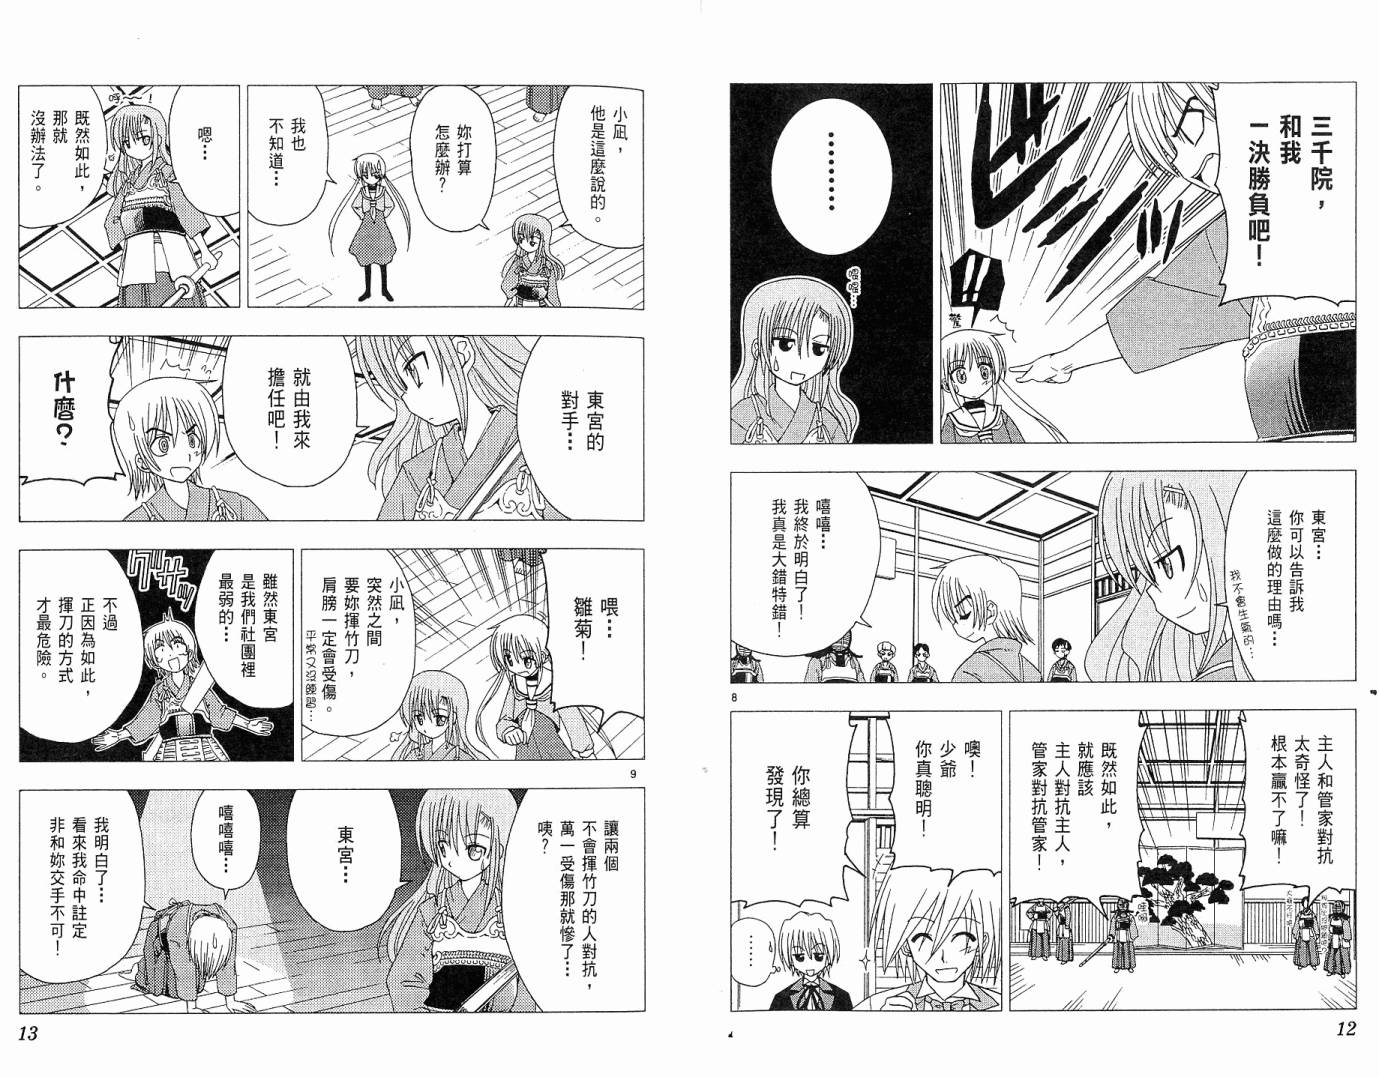 三千院，
和我
一決勝負吧！
!!
驚
………
嘿嘿…
東宮…
你可以告訴我
這麼做的理由嗎…
我不會生氣的…
嘻嘻…
我終於明白了！
我真是大錯特錯！
8
主人和管家對抗
太奇怪了！
根本贏不了嘛！
既然如此，
就應該
主人對抗主人，
管家對抗管家！
噢！
少爺
你真聰明！
你總算
發現了！
……
12
小凪，
他是這麼說的。
妳打算
怎麼辦？
我也
不知道…
嗯…
呼～～！
既然如此，
那就
沒辦法了。
東宮的
對手…
就由我來
擔任吧！
什麼？
喂…
雛菊！
小凪，
突然之間
要妳揮竹刀，
肩膀一定會受傷。
平常又沒練習…
雖然東宮
是我們社團裡
最弱的…
不過
正因為如此，
揮刀的方式
才最危險。
9
讓兩個
不會揮竹刀的人對抗，
萬一受傷那就慘了…
咦？
東宮…
嘻嘻嘻…
我明白了…
看來我命中註定
非和妳交手不可！
13